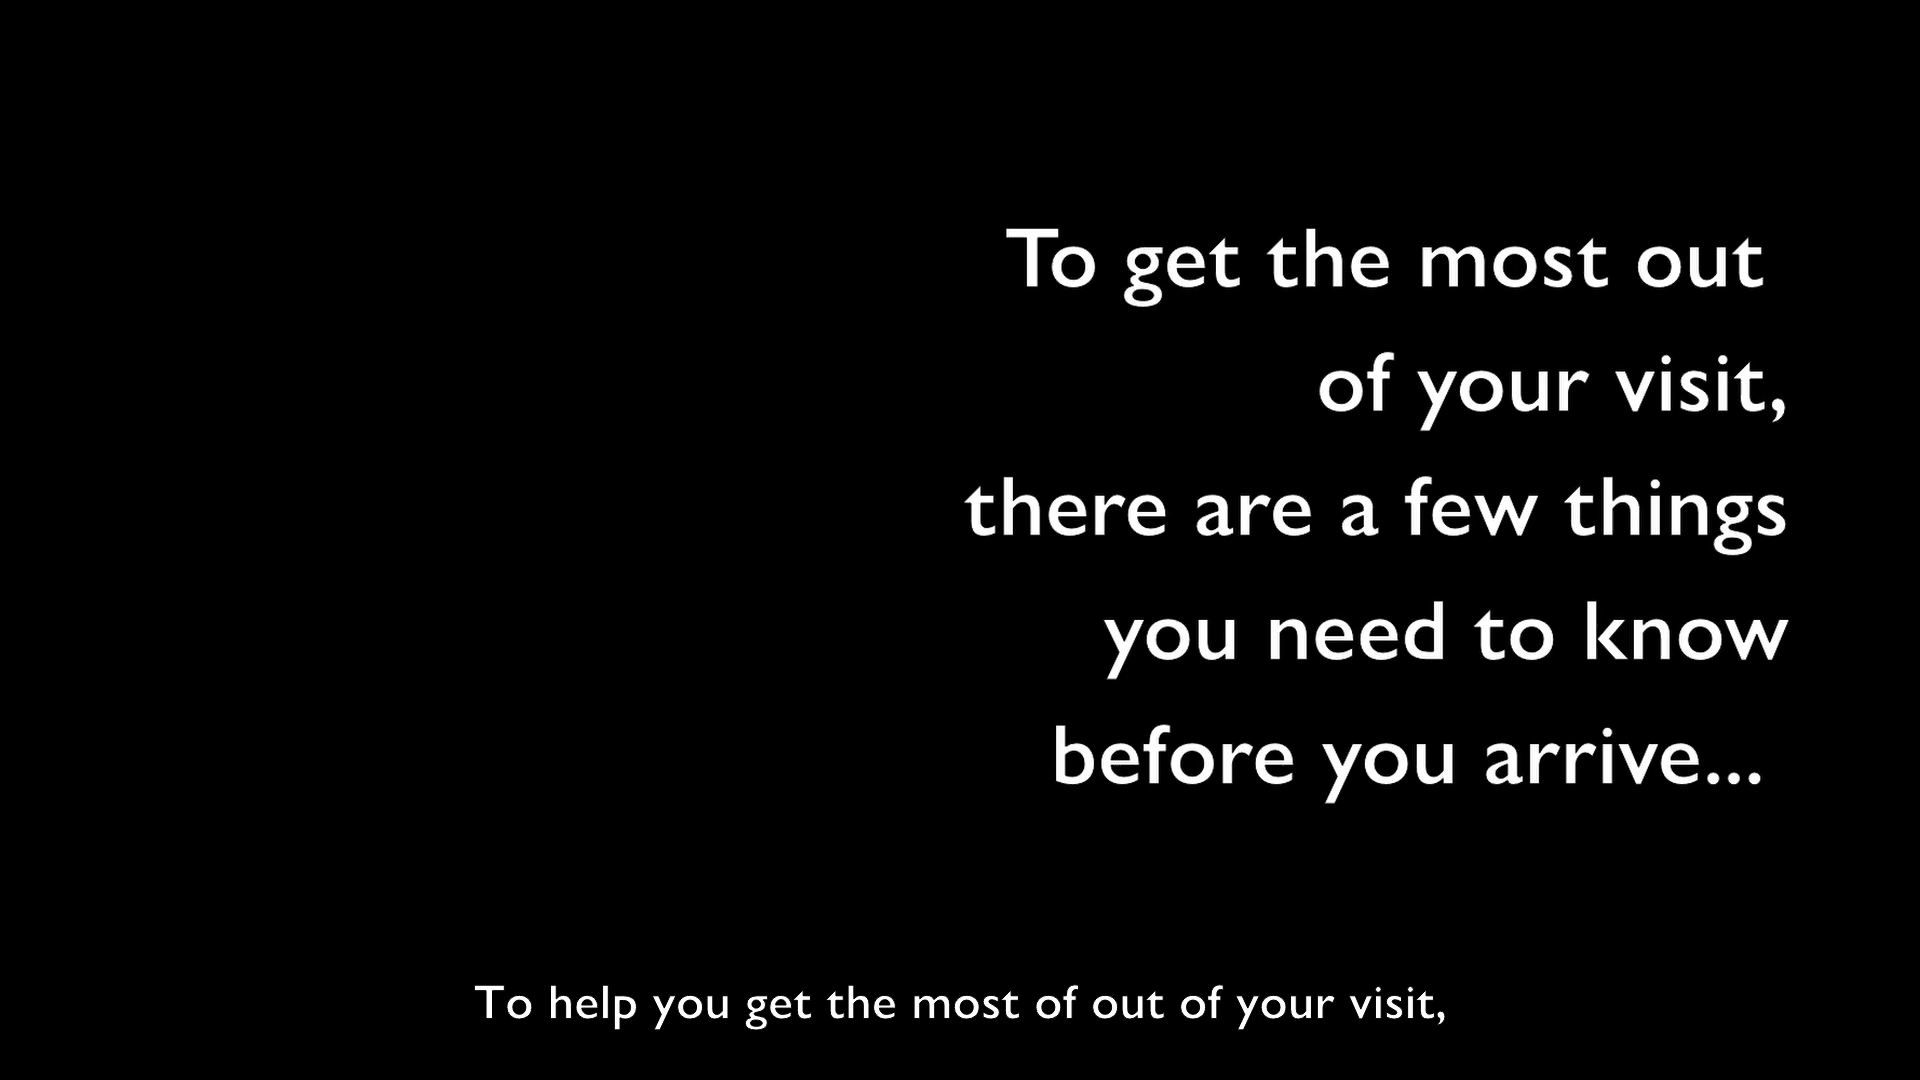 To get the most out
of your visit,
there are a few things
you need to know
before you arrive...
To help you get the most of out of your visit,